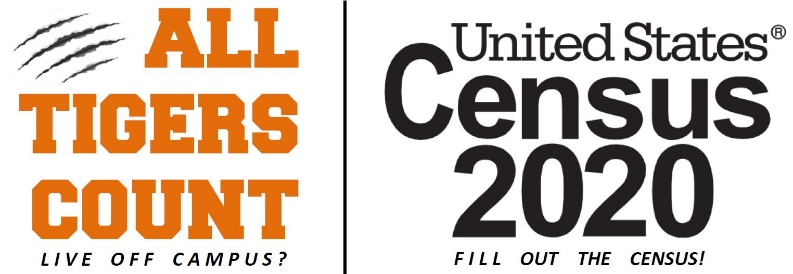 ALL
TIGERS
COUNT
LIVE OFF CAMPUS?
United States®
Census
2020
FILL OUT THE CENSUS!